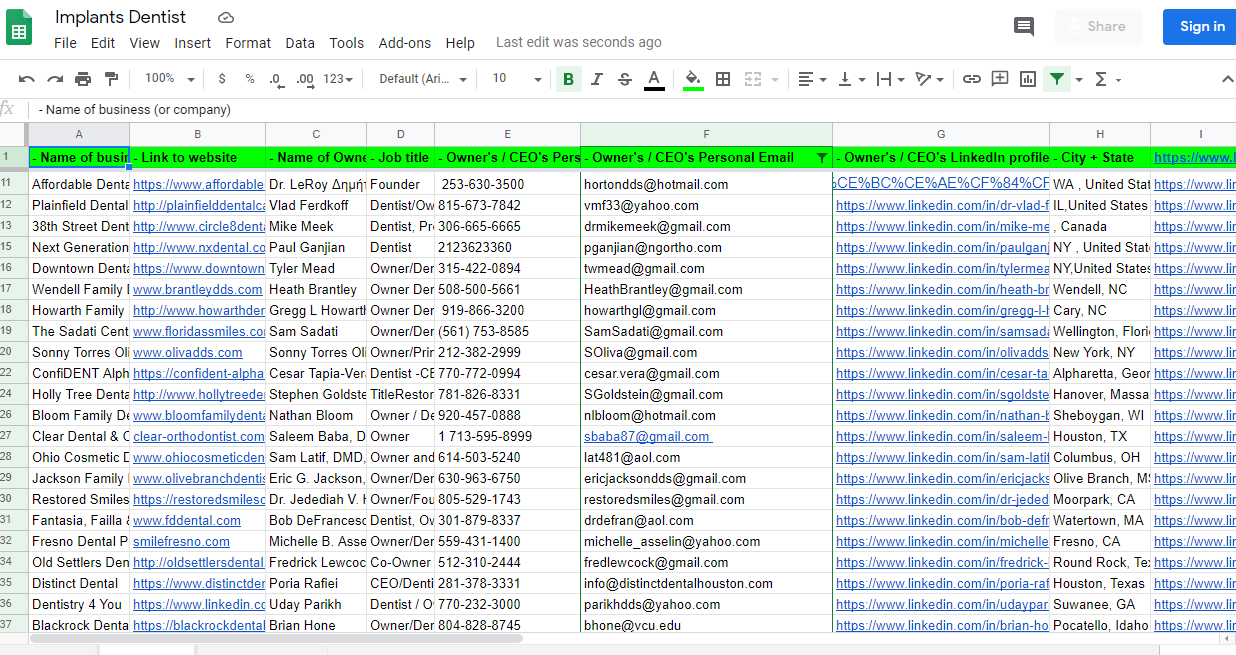 Implants Dentist
File Edit View Insert Format Data Tools Add-ons Help Last edit was seconds ago
Share Sign in
100% $ % .0 .00 123 Default (Ari... 10 B I S A
fx - Name of business (or company)
A B C D E F G H I
1 - Name of busin - Link to website - Name of Owne - Job title - Owner's / CEO's Pers - Owner's / CEO's Personal Email - Owner's / CEO's LinkedIn profile - City + State https://www.l
11 Affordable Denta https://www.affordable Dr. LeRoy Δημήτ Founder 253-630-3500 hortondds@hotmail.com %CE%BC%CE%AE%CF%84%CF WA , United Stat https://www.lin
12 Plainfield Dental http://plainfielddentalca Vlad Ferdkoff Dentist/Ow 815-673-7842 vmf33@yahoo.com https://www.linkedin.com/in/dr-vlad-f IL,United States https://www.lin
13 38th Street Dent http://www.circle8denta Mike Meek Dentist, Pr 306-665-6665 drmikemeek@gmail.com https://www.linkedin.com/in/mike-me , Canada https://www.lin
15 Next Generation http://www.nxdental.co Paul Ganjian Dentist 2123623360 pganjian@ngortho.com https://www.linkedin.com/in/paulganj NY , United Stat https://www.lin
16 Downtown Denta https://www.downtown Tyler Mead Owner/Den 315-422-0894 twmead@gmail.com https://www.linkedin.com/in/tylermea NY,United States https://www.lin
17 Wendell Family D www.brantleydds.com Heath Brantley Owner Den 508-500-5661 HeathBrantley@gmail.com https://www.linkedin.com/in/heath-br Wendell, NC https://www.lin
18 Howarth Family http://www.howarthden Gregg L Howarth Owner Den 919-866-3200 howarthgl@gmail.com https://www.linkedin.com/in/gregg-l-h Cary, NC https://www.lin
19 The Sadati Cent www.floridassmiles.co Sam Sadati Owner/Den (561) 753-8585 SamSadati@gmail.com https://www.linkedin.com/in/samsada Wellington, Flori https://www.lin
20 Sonny Torres Oli www.olivadds.com Sonny Torres Oli Owner/Prin 212-382-2999 SOliva@gmail.com https://www.linkedin.com/in/olivadds New York, NY https://www.lin
22 ConfiDENT Alph https://confident-alpha Cesar Tapia-Vera Dentist -CE 770-772-0994 cesar.vera@gmail.com https://www.linkedin.com/in/cesar-ta Alpharetta, Geor https://www.lin
24 Holly Tree Denta http://www.hollytreede Stephen Goldste TitleRestor 781-826-8331 SGoldstein@gmail.com https://www.linkedin.com/in/sgoldste Hanover, Massa https://www.lin
26 Bloom Family De www.bloomfamilydenta Nathan Bloom Owner / De 920-457-0888 nlbloom@hotmail.com https://www.linkedin.com/in/nathan-b Sheboygan, WI https://www.lin
27 Clear Dental & O clear-orthodontist.com Saleem Baba, D Owner 1 713-595-8999 sbaba87@gmail.com https://www.linkedin.com/in/saleem-l Houston, TX https://www.lin
28 Ohio Cosmetic D www.ohiocosmeticden Sam Latif, DMD, Owner and 614-503-5240 lat481@aol.com https://www.linkedin.com/in/sam-latif Columbus, OH https://www.lin
29 Jackson Family www.olivebranchdentis Eric G. Jackson, Owner/Den 630-963-6750 ericjacksondds@gmail.com https://www.linkedin.com/in/ericjacks Olive Branch, MS https://www.lin
30 Restored Smiles https://restoredsmilesc Dr. Jedediah V. H Owner/Fou 805-529-1743 restoredsmiles@gmail.com https://www.linkedin.com/in/dr-jeded Moorpark, CA https://www.lin
31 Fantasia, Failla & www.fddental.com Bob DeFrancesc Dentist, Ow 301-879-8337 drdefran@aol.com https://www.linkedin.com/in/bob-defr Watertown, MA https://www.lin
32 Fresno Dental P smilefresno.com Michelle B. Asse Owner/Den 559-431-1400 michelle_asselin@yahoo.com https://www.linkedin.com/in/michelle Fresno, CA https://www.lin
34 Old Settlers Den http://oldsettlersdental Fredrick Lewcoc Co-Owner 512-310-2444 fredlewcock@gmail.com https://www.linkedin.com/in/fredrick- Round Rock, Tex https://www.lin
35 Distinct Dental https://www.distinctden Poria Rafiei CEO/Denti 281-378-3331 info@distinctdentalhouston.com https://www.linkedin.com/in/poria-raf Houston, Texas https://www.lin
36 Dentistry 4 You https://www.linkedin.co Uday Parikh Dentist / O 770-232-3000 parikhdds@yahoo.com https://www.linkedin.com/in/udaypar Suwanee, GA https://www.lin
37 Blackrock Denta https://blackrockdental Brian Hone Owner/Den 804-828-8745 bhone@vcu.edu https://www.linkedin.com/in/brian-ho Pocatello, Idaho https://www.lin